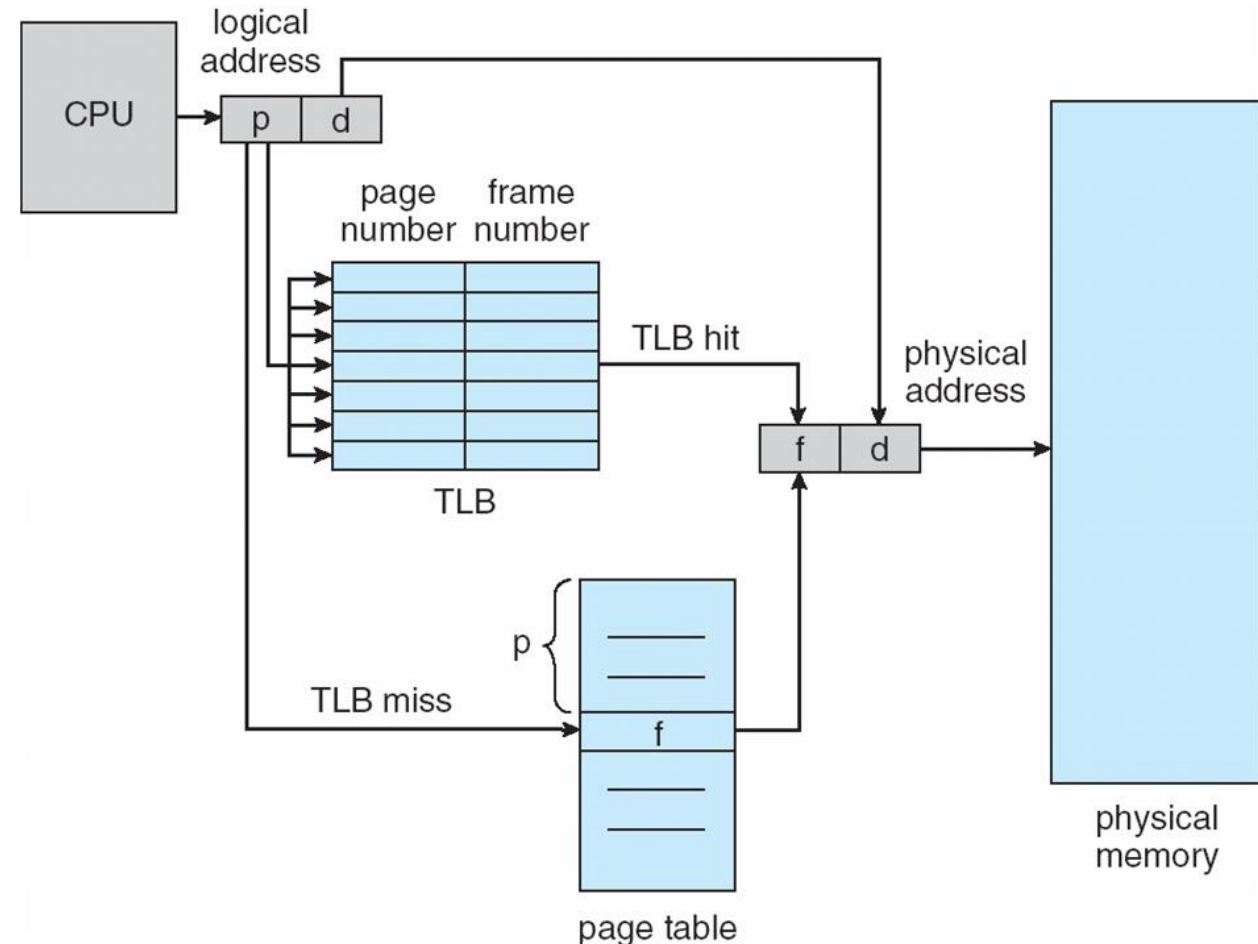 logical
address
CPU
p
d
page
number
frame
number
TLB hit
physical
address
f
d
TLB
p
TLB miss
f
physical
memory
page table